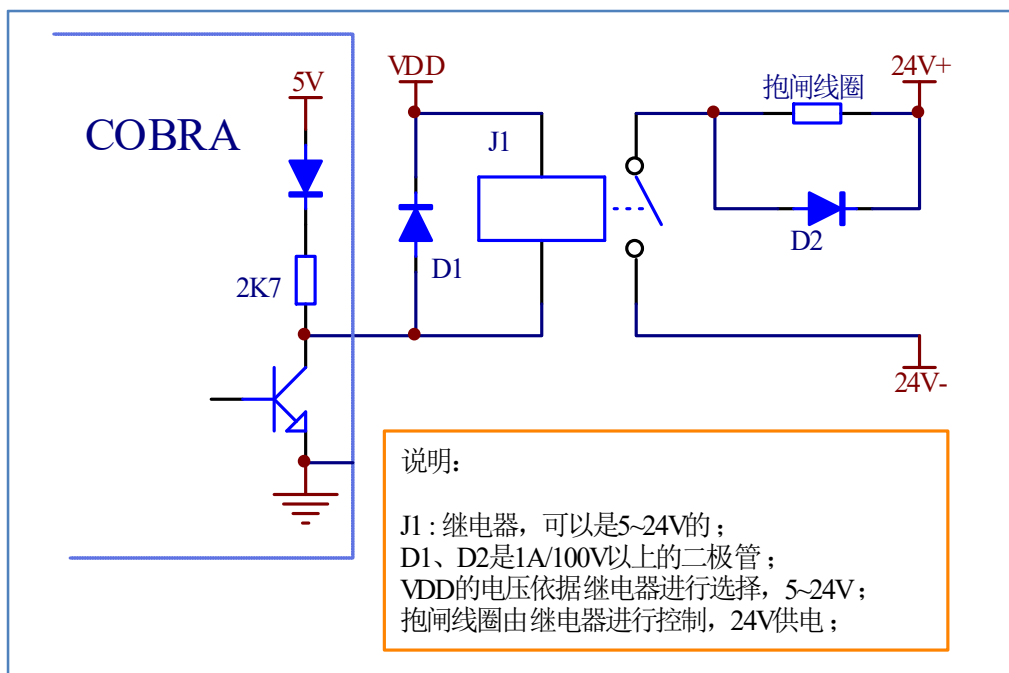 VDD
24V+
5V
抱闸线圈
COBRA
J1
D2
D1
2K7
24V-
说明:
J1 : 继电器，可以是5~24V的；
D1、D2是1A/100V以上的二极管；
VDD的电压依据继电器进行选择，5~24V；
抱闸线圈由继电器进行控制，24V供电；